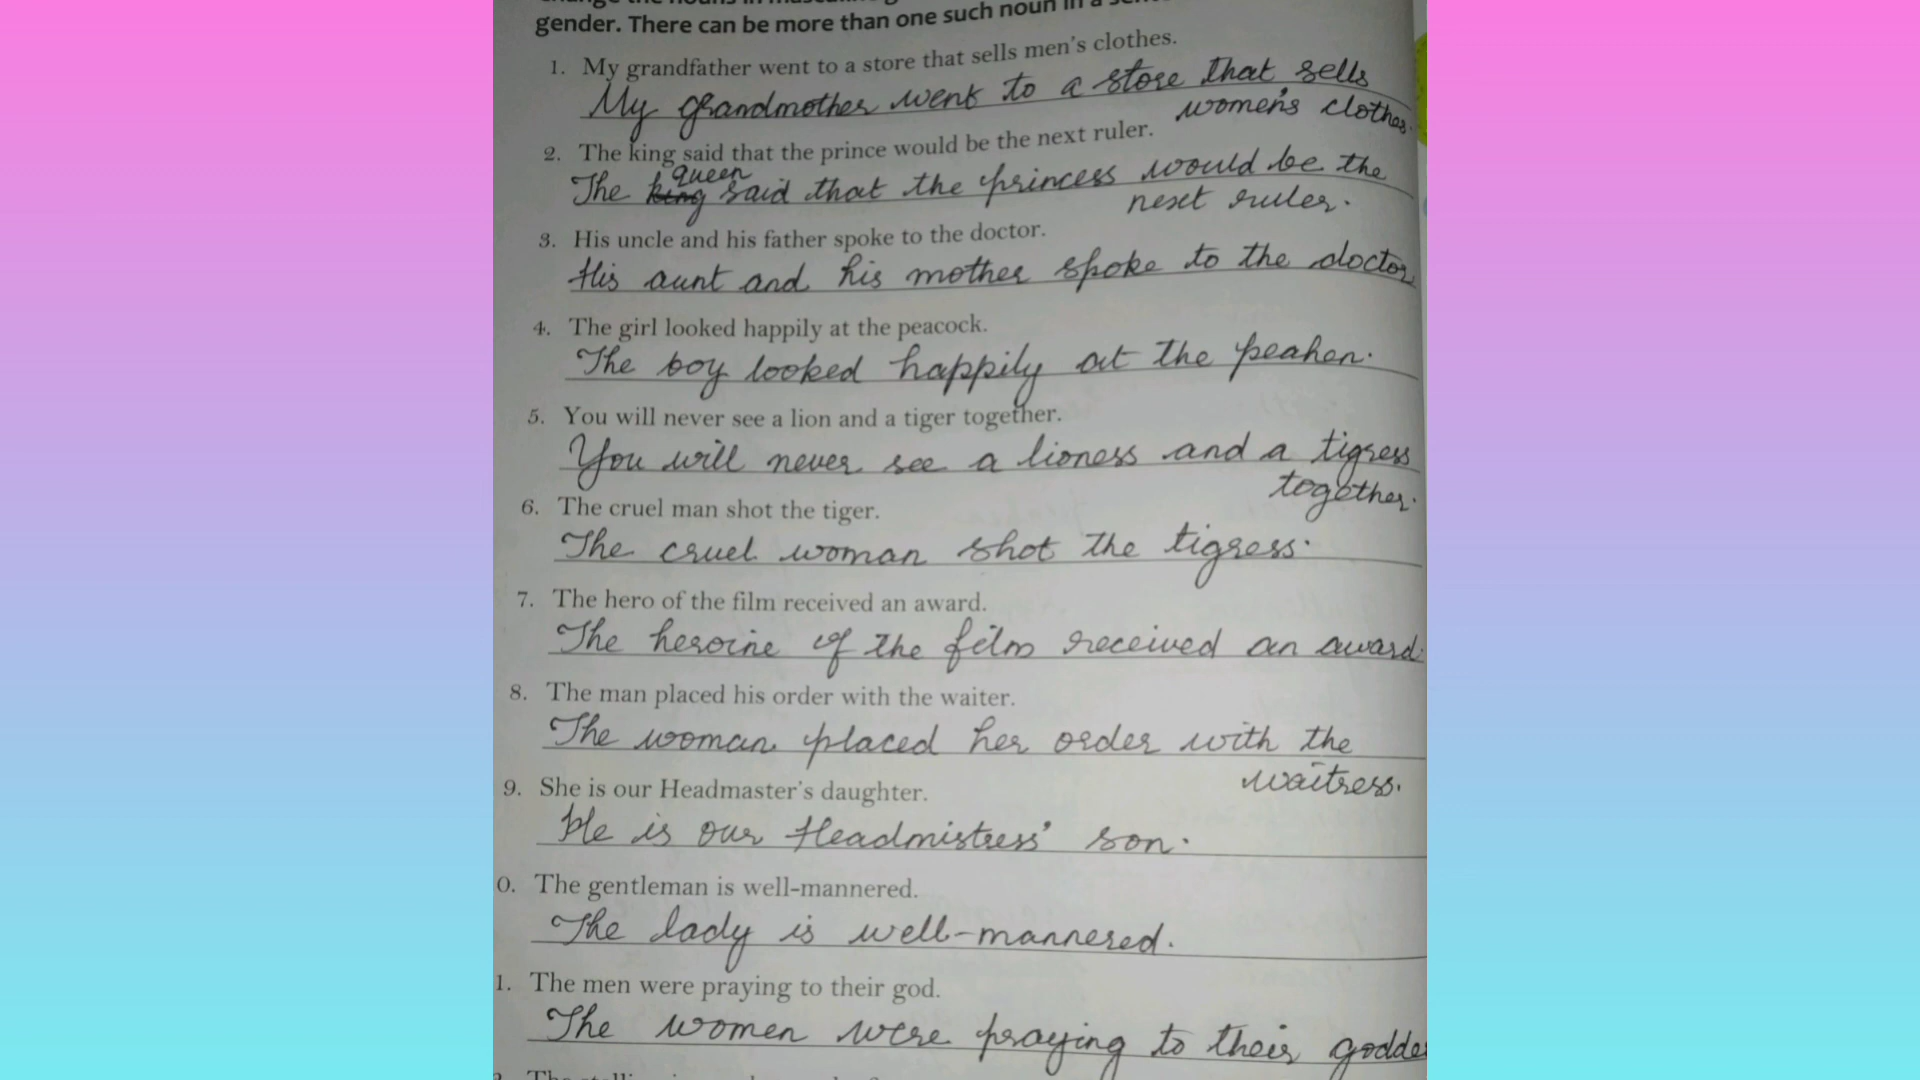 gender. There can be more than one such noun in a
1. My grandfather went to a store that sells men's clothes.
My grandmother went to a store that sells
women's clothes.
2. The king said that the prince would be the next ruler.
queen
The king said that the princess would be the
next ruler.
3. His uncle and his father spoke to the doctor.
His aunt and his mother spoke to the doctor
4. The girl looked happily at the peacock.
The boy looked happily at the peahen.
5. You will never see a lion and a tiger together.
You will never see a lioness and a tigress
together.
6. The cruel man shot the tiger.
The cruel woman shot the tigress.
7. The hero of the film received an award.
The heroine of the film received an award.
8. The man placed his order with the waiter.
The woman placed her order with the
waitress.
9. She is our Headmaster's daughter.
He is our Headmistress' son.
0. The gentleman is well-mannered.
The lady is well-mannered.
1. The men were praying to their god.
The women were praying to their godde